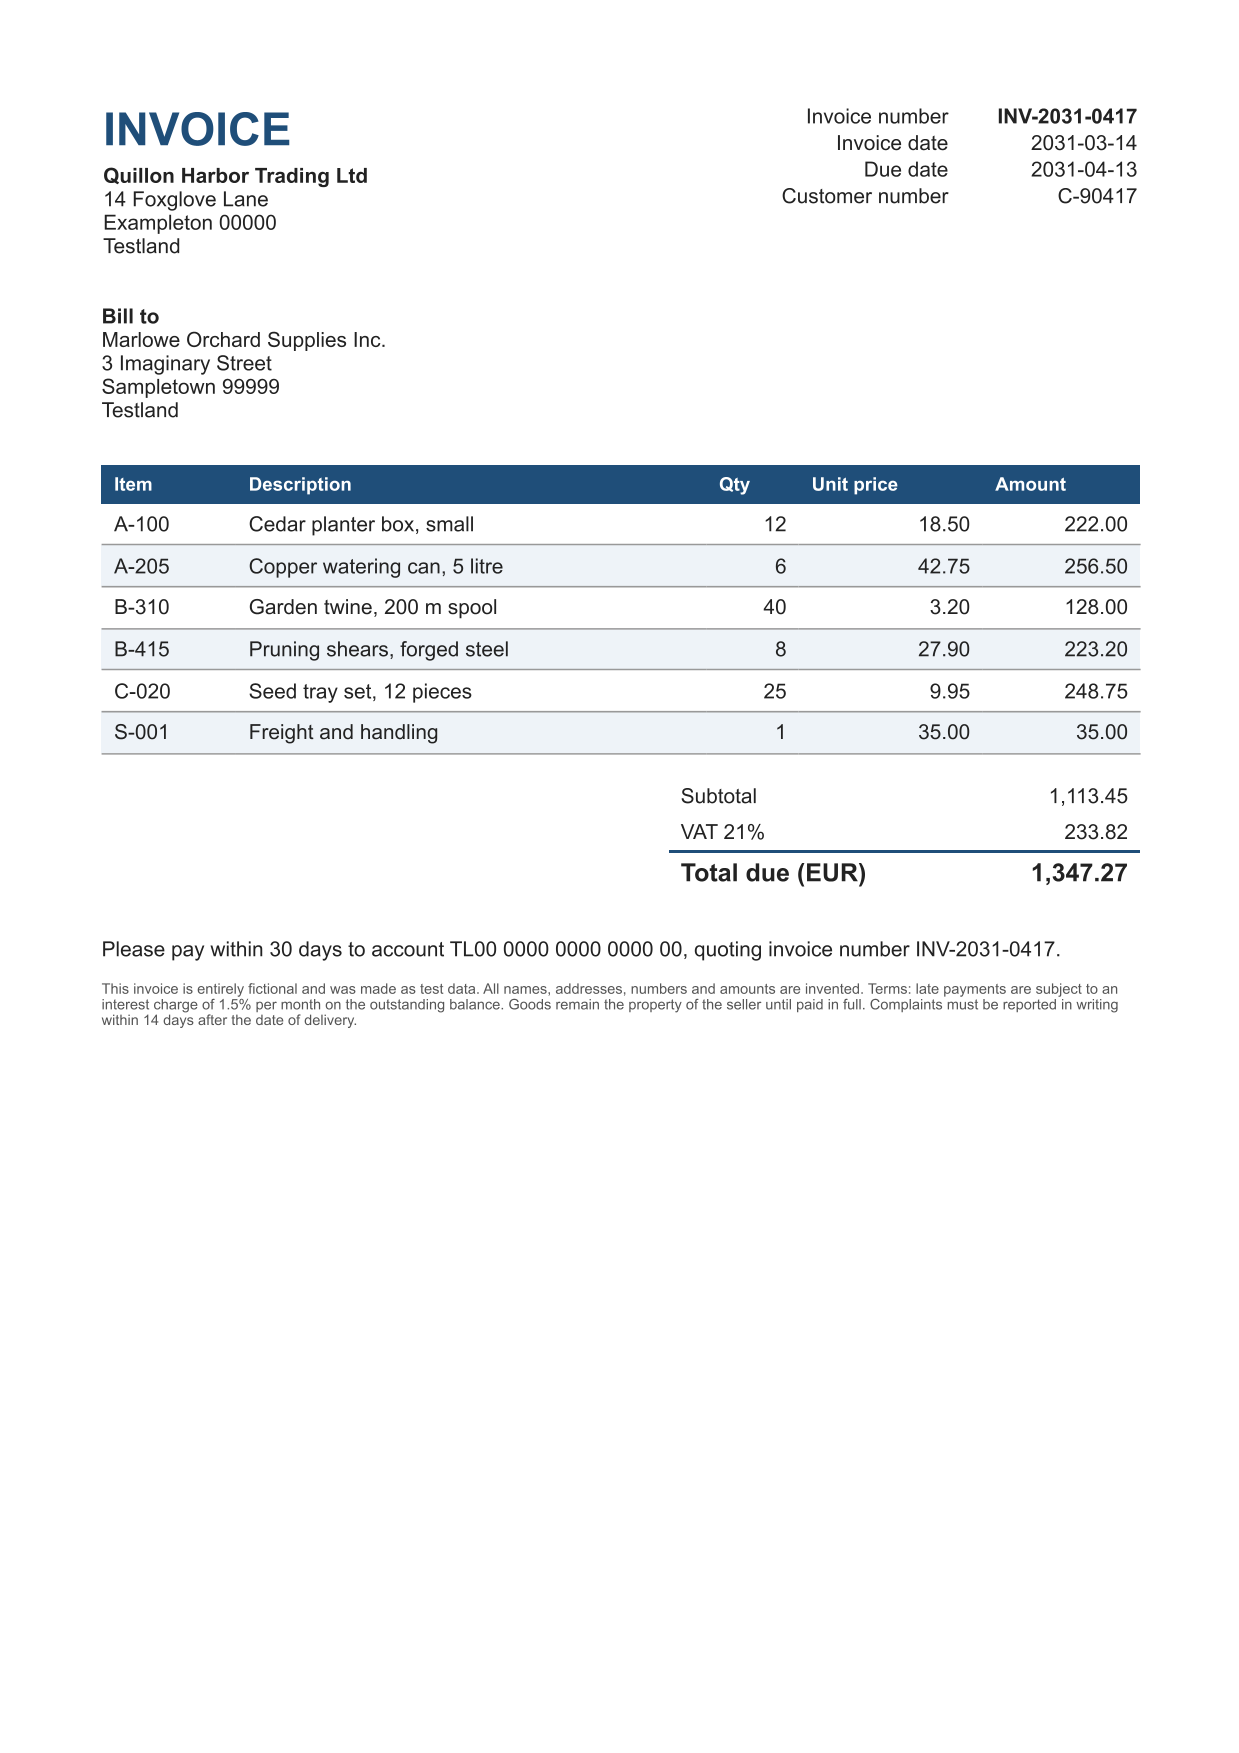 INVOICE
Quillon Harbor Trading Ltd
14 Foxglove Lane
Exampleton 00000
Testland
Invoice number INV-2031-0417
Invoice date 2031-03-14
Due date 2031-04-13
Customer number C-90417
Bill to
Marlowe Orchard Supplies Inc.
3 Imaginary Street
Sampletown 99999
Testland
Item Description Qty Unit price Amount
A-100 Cedar planter box, small 12 18.50 222.00
A-205 Copper watering can, 5 litre 6 42.75 256.50
B-310 Garden twine, 200 m spool 40 3.20 128.00
B-415 Pruning shears, forged steel 8 27.90 223.20
C-020 Seed tray set, 12 pieces 25 9.95 248.75
S-001 Freight and handling 1 35.00 35.00
Subtotal 1,113.45
VAT 21% 233.82
Total due (EUR) 1,347.27
Please pay within 30 days to account TL00 0000 0000 0000 00, quoting invoice number INV-2031-0417.
This invoice is entirely fictional and was made as test data. All names, addresses, numbers and amounts are invented. Terms: late payments are subject to an
interest charge of 1.5% per month on the outstanding balance. Goods remain the property of the seller until paid in full. Complaints must be reported in writing
within 14 days after the date of delivery.